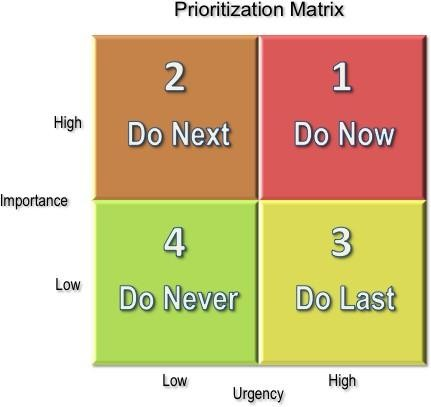 Prioritization Matrix
2
1
High
Do Next
Do Now
Importance
4
3
Low
Do Never
Do Last
Low
High
Urgency